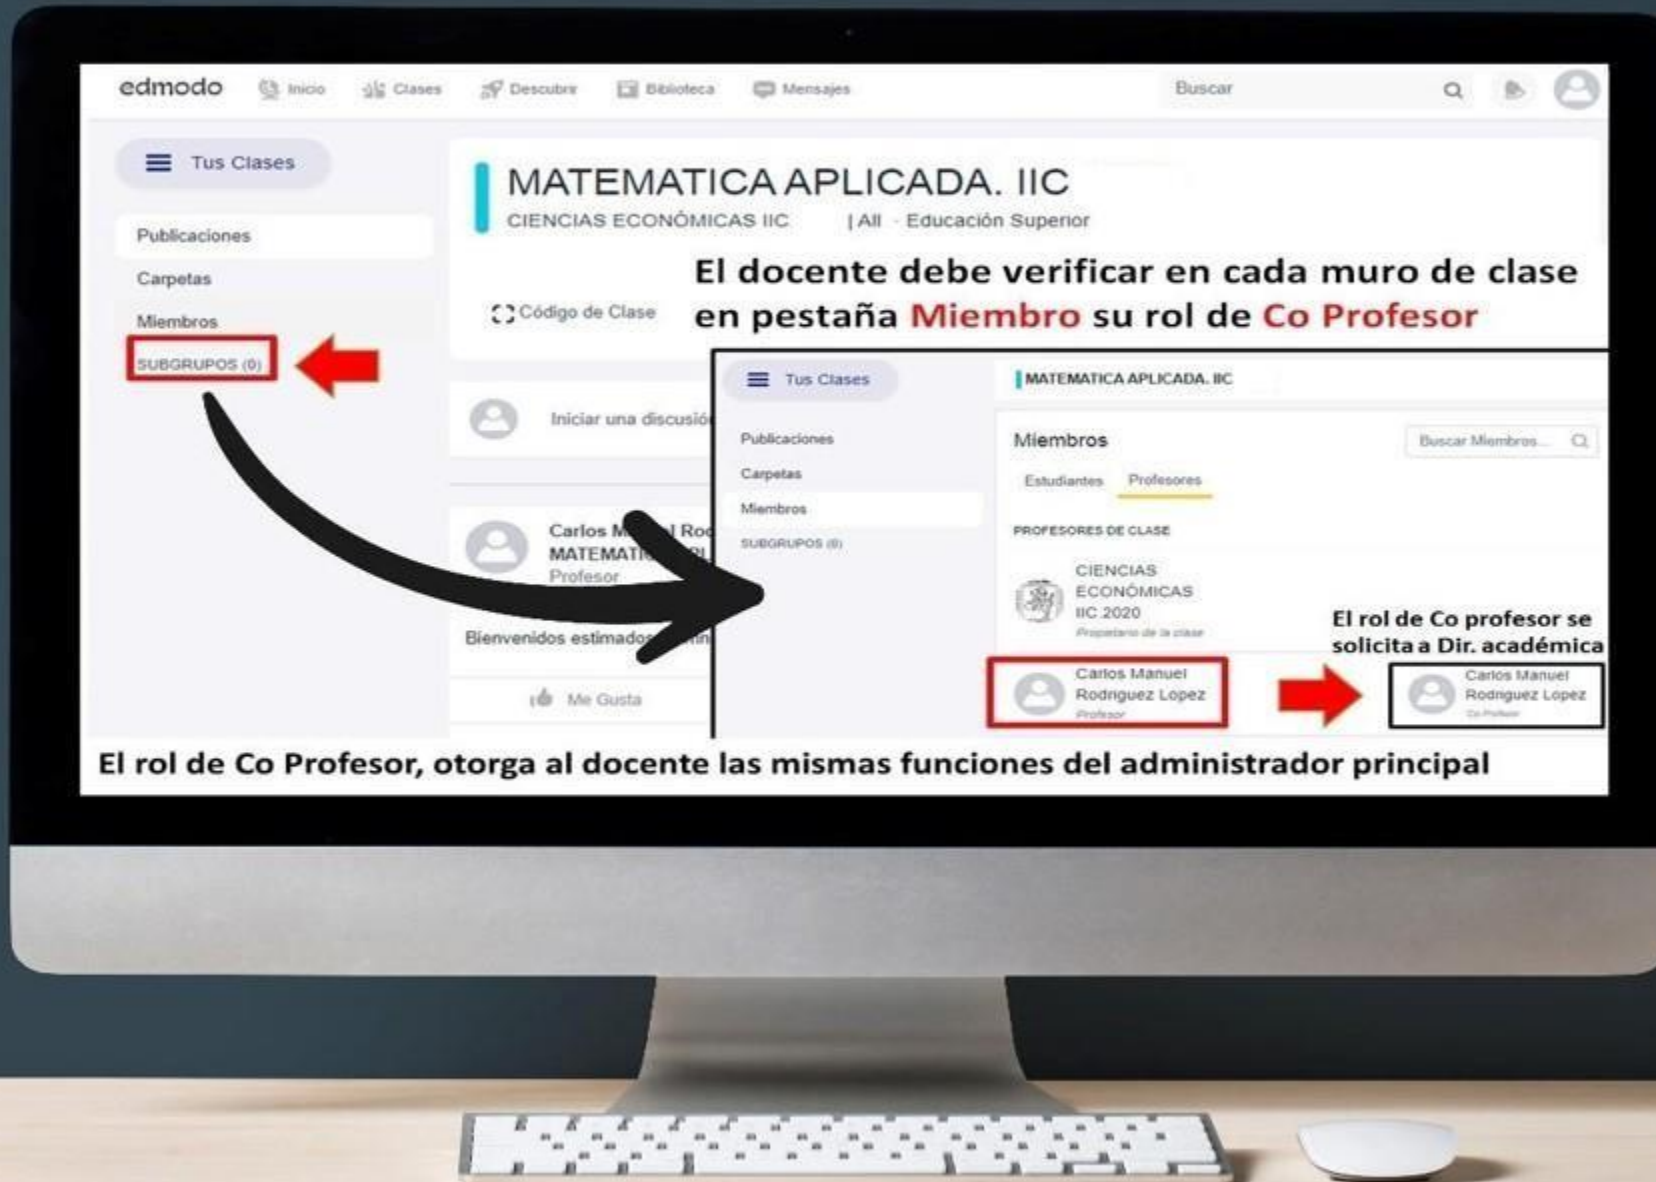 edmodo Inicio Clases Descubrir Biblioteca Mensajes Buscar
Tus Clases
Publicaciones
Carpetas
Miembros
SUBGRUPOS (0)
MATEMATICA APLICADA. IIC
CIENCIAS ECONÓMICAS IIC | All - Educación Superior
Código de Clase
El docente debe verificar en cada muro de clase
en pestaña Miembro su rol de Co Profesor
Iniciar una discusión
Carlos
Profesor
Bienvenidos
Me Gusta
Tus Clases
Publicaciones
Carpetas
Miembros
SUBGRUPOS (0)
MATEMATICA APLICADA. IIC
Miembros
Buscar Miembros...
Estudiantes Profesores
PROFESORES DE CLASE
CIENCIAS
ECONÓMICAS
IIC.2020
Propietario de la clase
Carlos Manuel
Rodriguez Lopez
Profesor
El rol de Co profesor se
solicita a Dir. académica
Carlos Manuel
Rodriguez Lopez
Co-Profesor
El rol de Co Profesor, otorga al docente las mismas funciones del administrador principal